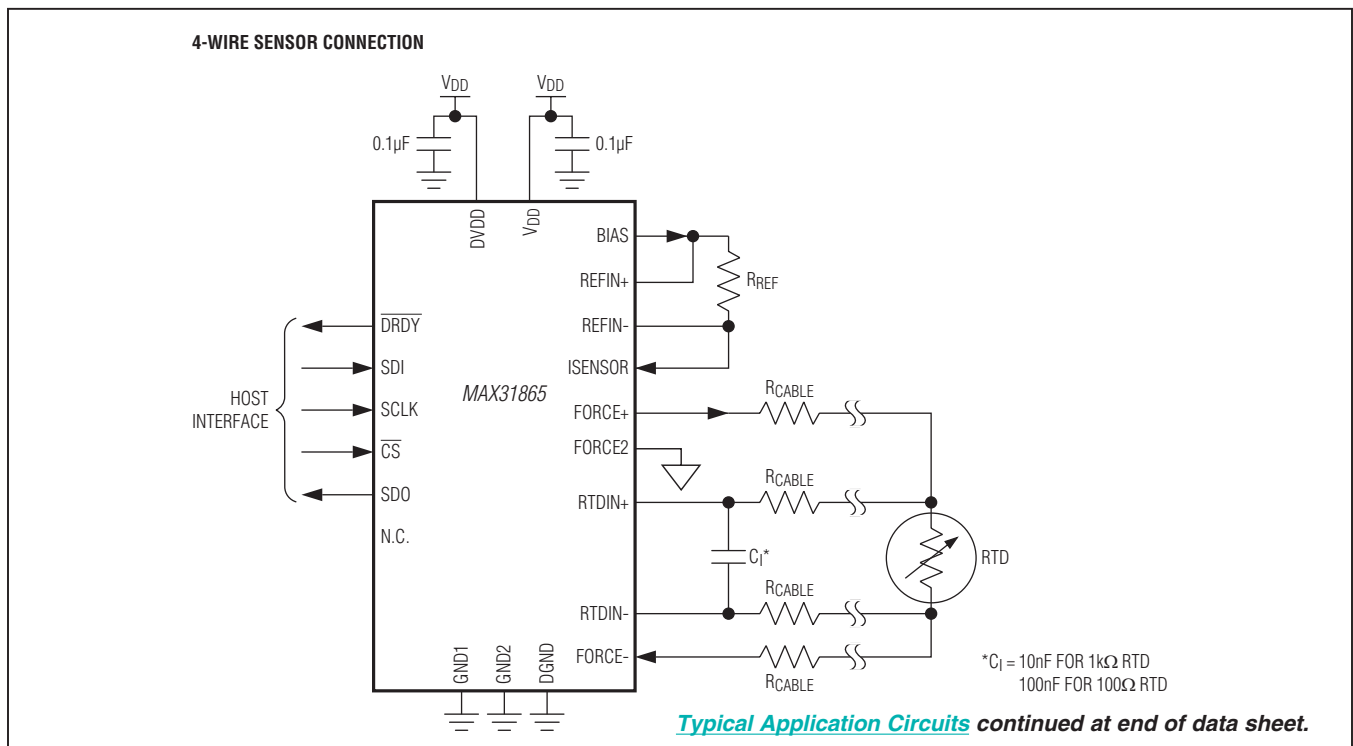 4-WIRE SENSOR CONNECTION
VDD
VDD
0.1µF
0.1µF
DVDD
VDD
BIAS
REFIN+
RREF
REFIN-
ISENSOR
DRDY
SDI
SCLK
CS
SDO
N.C.
HOST
INTERFACE
MAX31865
FORCE+
RCABLE
FORCE2
RTDIN+
RCABLE
CI*
RTD
RTDIN-
RCABLE
FORCE-
RCABLE
GND1
GND2
DGND
*CI = 10nF FOR 1kΩ RTD
100nF FOR 100Ω RTD
Typical Application Circuits continued at end of data sheet.